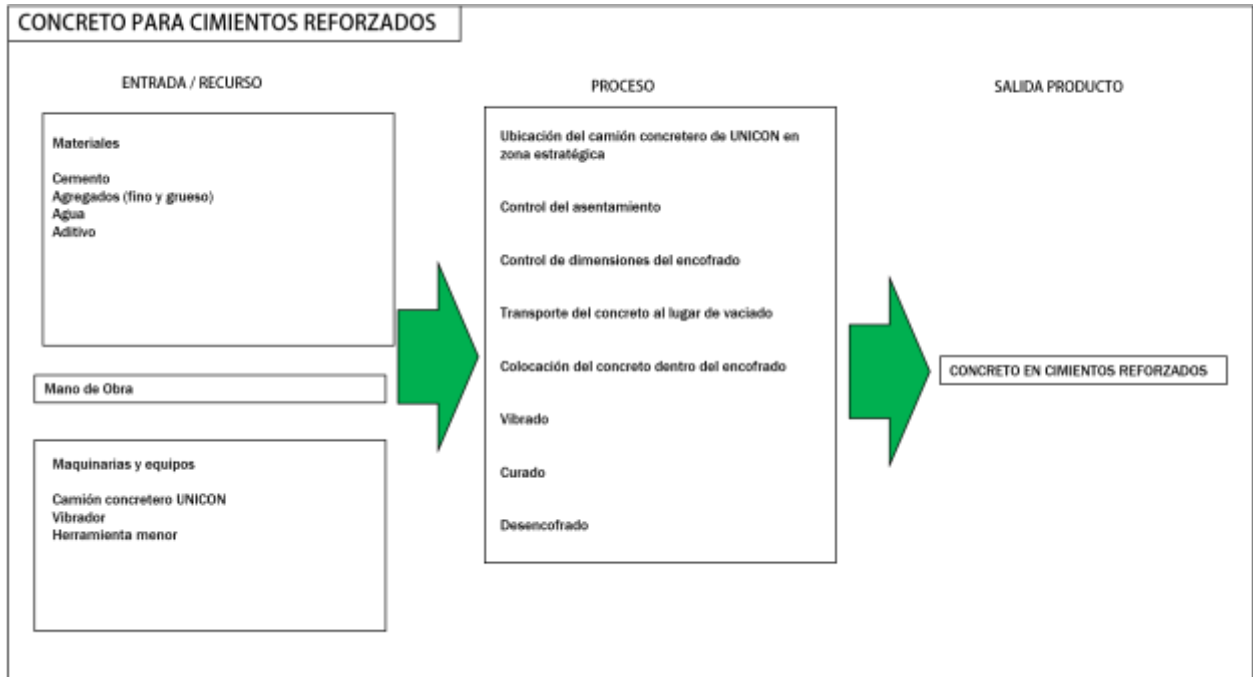 CONCRETO PARA CIMIENTOS REFORZADOS
ENTRADA / RECURSO
Materiales
Cemento
Agregados (fino y grueso)
Agua
Aditivo
Mano de Obra
Maquinarias y equipos
Camión concretero UNICON
Vibrador
Herramienta menor
PROCESO
Ubicación del camión concretero de UNICON en
zona estratégica
Control del asentamiento
Control de dimensiones del encofrado
Transporte del concreto al lugar de vaciado
Colocación del concreto dentro del encofrado
Vibrado
Curado
Desencofrado
SALIDA PRODUCTO
CONCRETO EN CIMIENTOS REFORZADOS